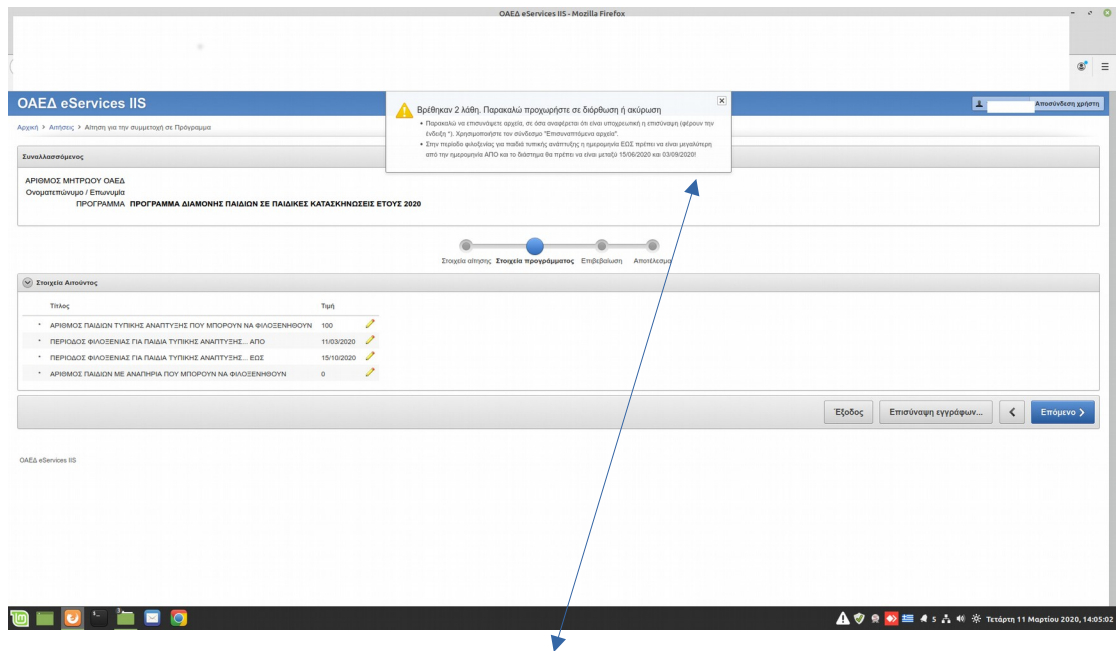 ΟΑΕΔ eServices IIS - Mozilla Firefox
ΟΑΕΔ eServices IIS
Αποσύνδεση χρήστη
Βρέθηκαν 2 λάθη. Παρακαλώ προχωρήστε σε διόρθωση ή ακύρωση
• Παρακαλώ να επισυνάψετε αρχεία, σε όσα αναφέρεται ότι είναι υποχρεωτική η επισύναψη (φέρουν την
ένδειξη *). Χρησιμοποιήστε τον σύνδεσμο "Επισυναπτόμενα αρχεία".
• Στην περίοδο φιλοξενίας για παιδιά τυπικής ανάπτυξης η ημερομηνία ΕΩΣ πρέπει να είναι μεγαλύτερη
από την ημερομηνία ΑΠΟ και το διάστημα θα πρέπει να είναι μεταξύ 15/06/2020 και 03/09/2020!
Αρχική > Αιτήσεις > Αίτηση για την συμμετοχή σε Πρόγραμμα
Συναλλασσόμενος
ΑΡΙΘΜΟΣ ΜΗΤΡΩΟΥ ΟΑΕΔ
Ονοματεπώνυμο / Επωνυμία
ΠΡΟΓΡΑΜΜΑ ΠΡΟΓΡΑΜΜΑ ΔΙΑΜΟΝΗΣ ΠΑΙΔΙΩΝ ΣΕ ΠΑΙΔΙΚΕΣ ΚΑΤΑΣΚΗΝΩΣΕΙΣ ΕΤΟΥΣ 2020
Στοιχεία αίτησης Στοιχεία προγράμματος Επιβεβαίωση Αποτέλεσμα
Στοιχεία Αιτούντος
Τίτλος Τιμή
ΑΡΙΘΜΟΣ ΠΑΙΔΙΩΝ ΤΥΠΙΚΗΣ ΑΝΑΠΤΥΞΗΣ ΠΟΥ ΜΠΟΡΟΥΝ ΝΑ ΦΙΛΟΞΕΝΗΘΟΥΝ 100
ΠΕΡΙΟΔΟΣ ΦΙΛΟΞΕΝΙΑΣ ΓΙΑ ΠΑΙΔΙΑ ΤΥΠΙΚΗΣ ΑΝΑΠΤΥΞΗΣ... ΑΠΟ 11/03/2020
ΠΕΡΙΟΔΟΣ ΦΙΛΟΞΕΝΙΑΣ ΓΙΑ ΠΑΙΔΙΑ ΤΥΠΙΚΗΣ ΑΝΑΠΤΥΞΗΣ... ΕΩΣ 15/10/2020
ΑΡΙΘΜΟΣ ΠΑΙΔΙΩΝ ΜΕ ΑΝΑΠΗΡΙΑ ΠΟΥ ΜΠΟΡΟΥΝ ΝΑ ΦΙΛΟΞΕΝΗΘΟΥΝ 0
Έξοδος Επισύναψη εγγράφων... Επόμενο
ΟΑΕΔ eServices IIS
3 5 Τετάρτη 11 Μαρτίου 2020, 14:05:02